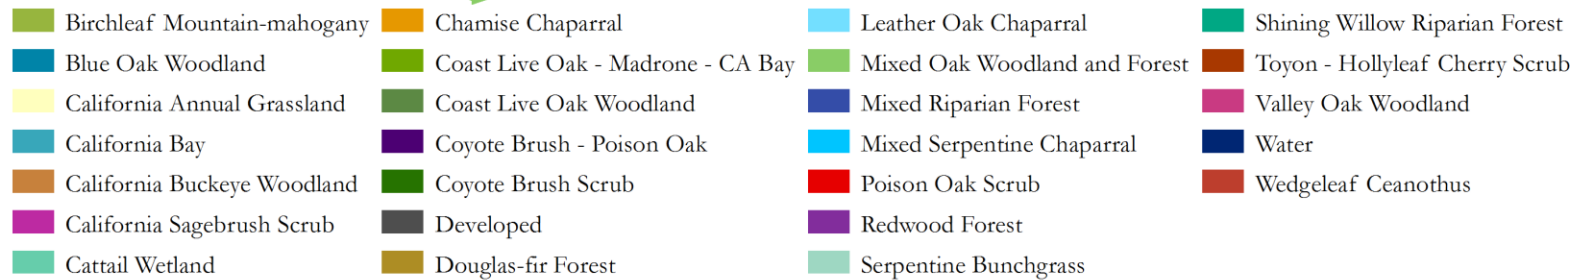 Birchleaf Mountain-mahogany
Blue Oak Woodland
California Annual Grassland
California Bay
California Buckeye Woodland
California Sagebrush Scrub
Cattail Wetland
Chamise Chaparral
Coast Live Oak - Madrone - CA Bay
Coast Live Oak Woodland
Coyote Brush - Poison Oak
Coyote Brush Scrub
Developed
Douglas-fir Forest
Leather Oak Chaparral
Mixed Oak Woodland and Forest
Mixed Riparian Forest
Mixed Serpentine Chaparral
Poison Oak Scrub
Redwood Forest
Serpentine Bunchgrass
Shining Willow Riparian Forest
Toyon - Hollyleaf Cherry Scrub
Valley Oak Woodland
Water
Wedgeleaf Ceanothus